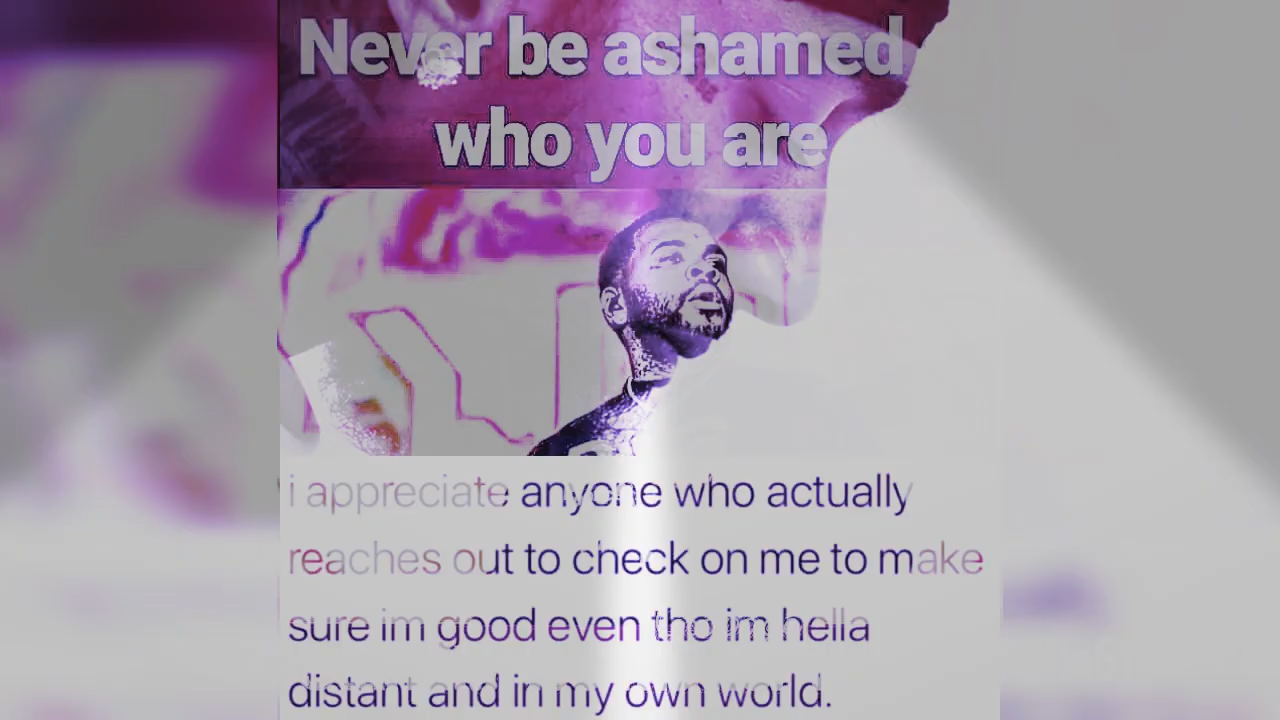 Never be ashamed
who you are
i appreciate anyone who actually
reaches out to check on me to make
sure im good even tho im hella
distant and in my own world.